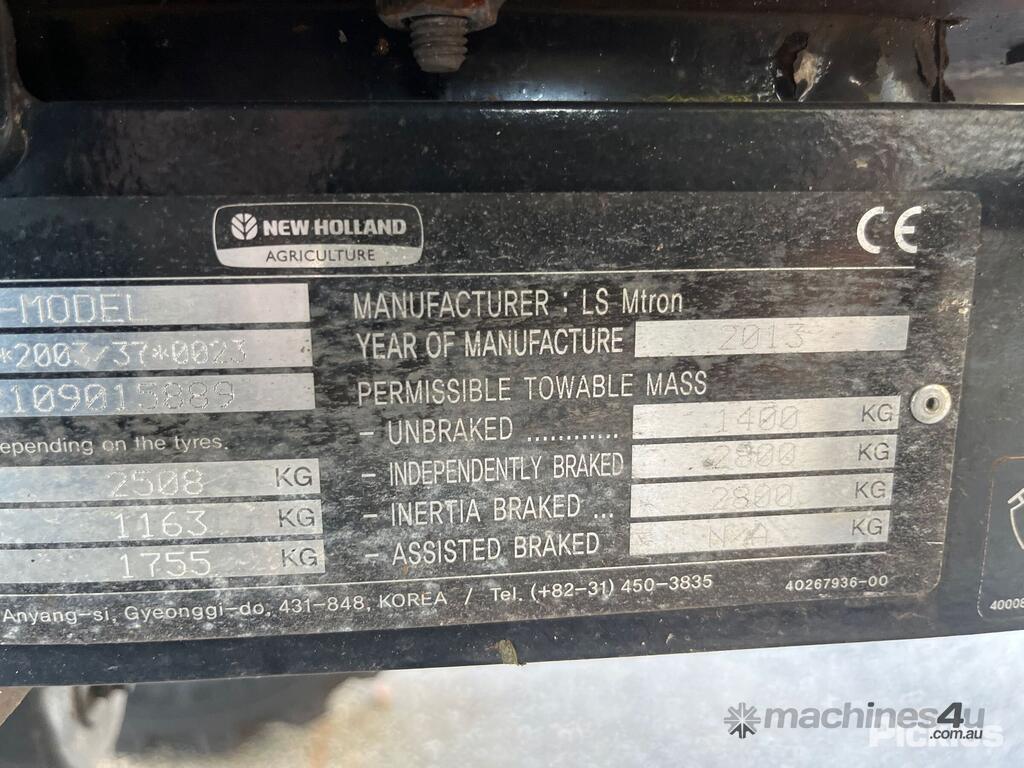 NEW HOLLAND
AGRICULTURE
CE
-MODEL
MANUFACTURER : LS Mtron
*2003/37*0023
YEAR OF MANUFACTURE 2013
109015889
PERMISSIBLE TOWABLE MASS
epending on the tyres.
- UNBRAKED ............ 1400 KG
2508 KG
- INDEPENDENTLY BRAKED 2800 KG
1163 KG
- INERTIA BRAKED ... 2800 KG
1755 KG
- ASSISTED BRAKED N/A KG
Anyang-si, Gyeonggi-do, 431-848, KOREA / Tel. (+82-31) 450-3835
40267936-00
40008
machines4u
.com.au
Pickles